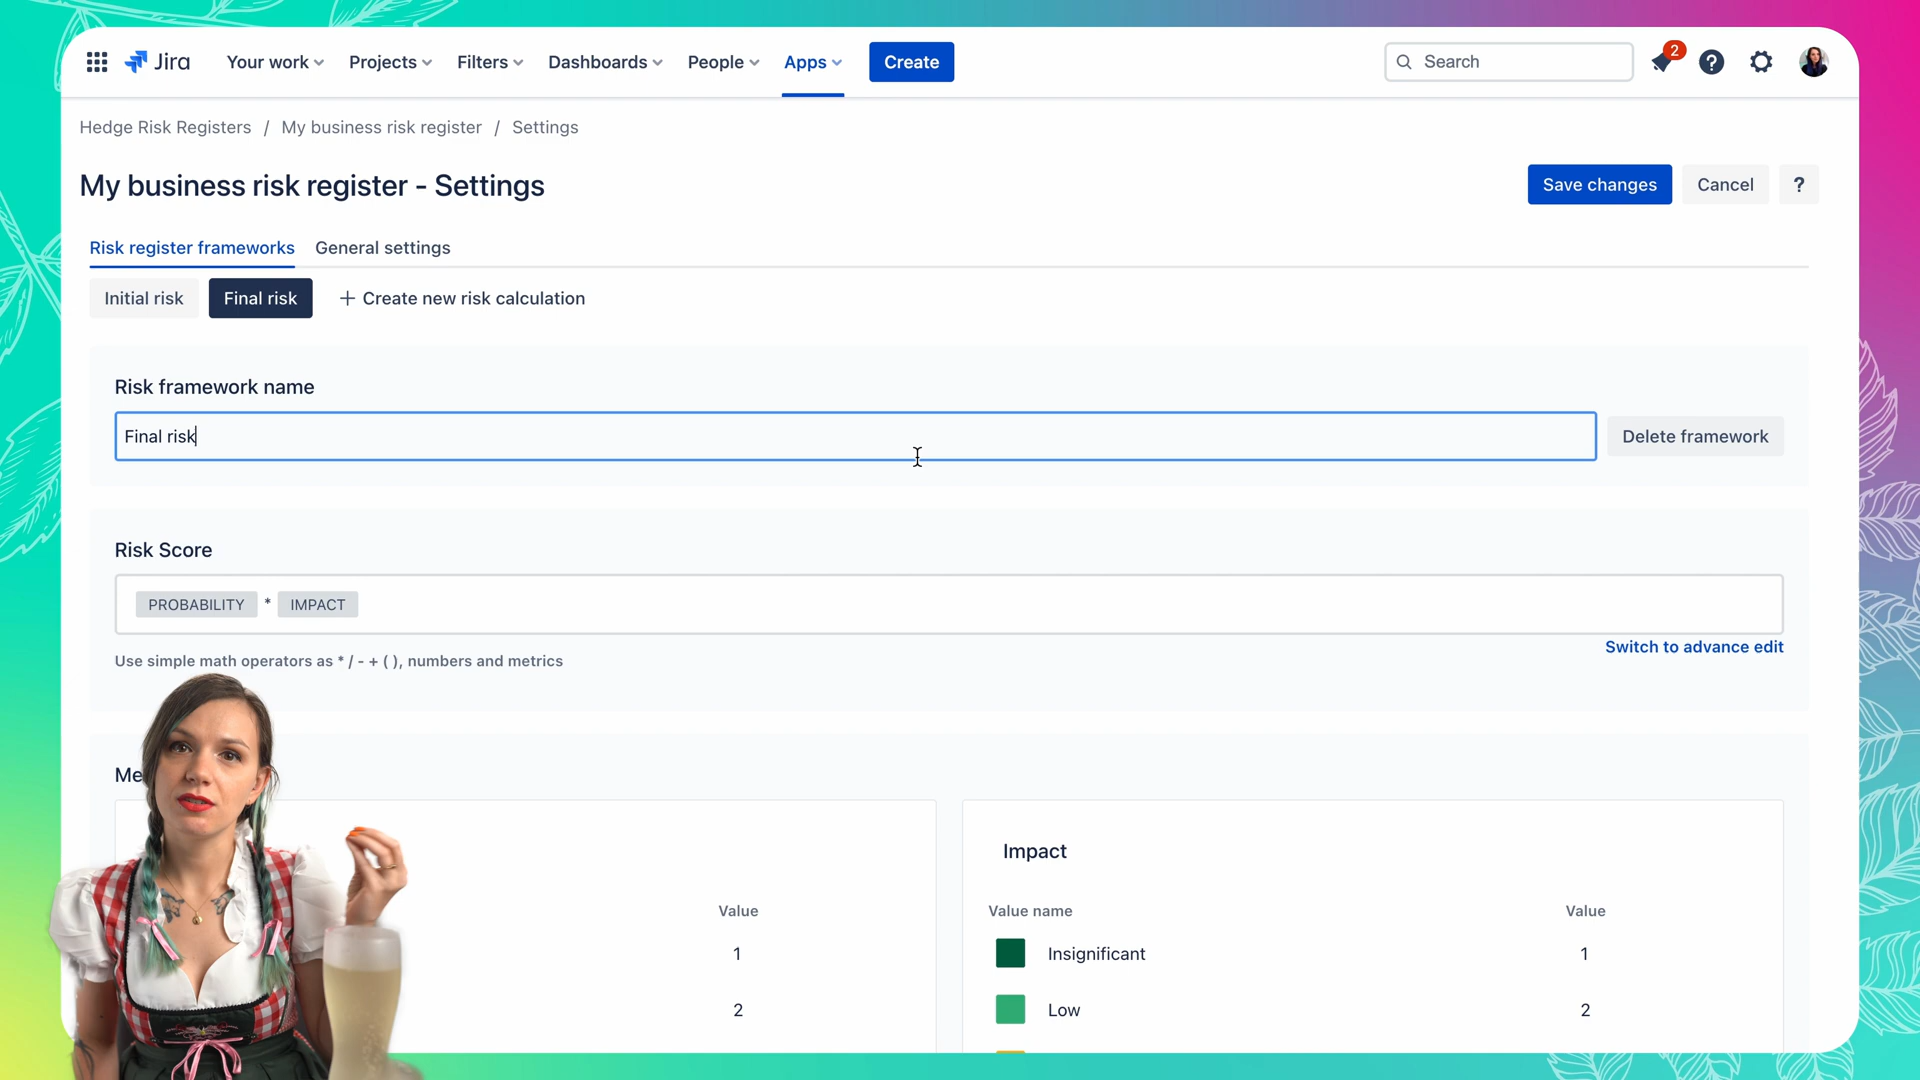 Jira Your work Projects Filters Dashboards People Apps Create Search 2 ?
Hedge Risk Registers / My business risk register / Settings
My business risk register - Settings Save changes Cancel ?
Risk register frameworks General settings
Initial risk Final risk + Create new risk calculation
Risk framework name
Final risk Delete framework
Risk Score
PROBABILITY * IMPACT
Switch to advance edit
Use simple math operators as * / - + ( ), numbers and metrics
Me
Impact
Value Value name Value
1 Insignificant 1
2 Low 2